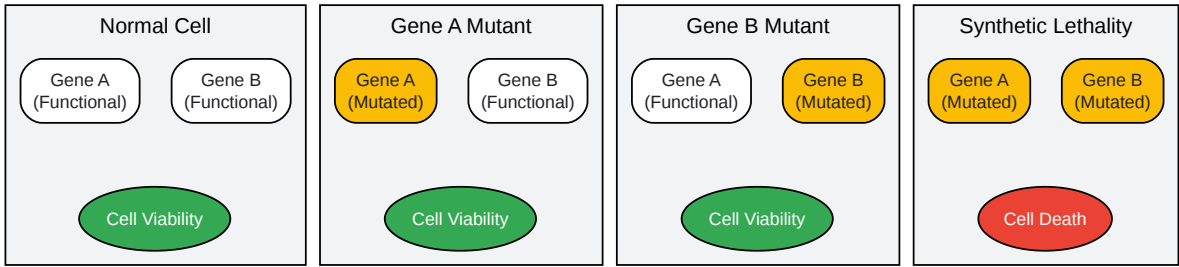 Normal Cell
Gene A
(Functional)
Gene B
(Functional)
Cell Viability
Gene A Mutant
Gene A
(Mutated)
Gene B
(Functional)
Cell Viability
Gene B Mutant
Gene A
(Functional)
Gene B
(Mutated)
Cell Viability
Synthetic Lethality
Gene A
(Mutated)
Gene B
(Mutated)
Cell Death